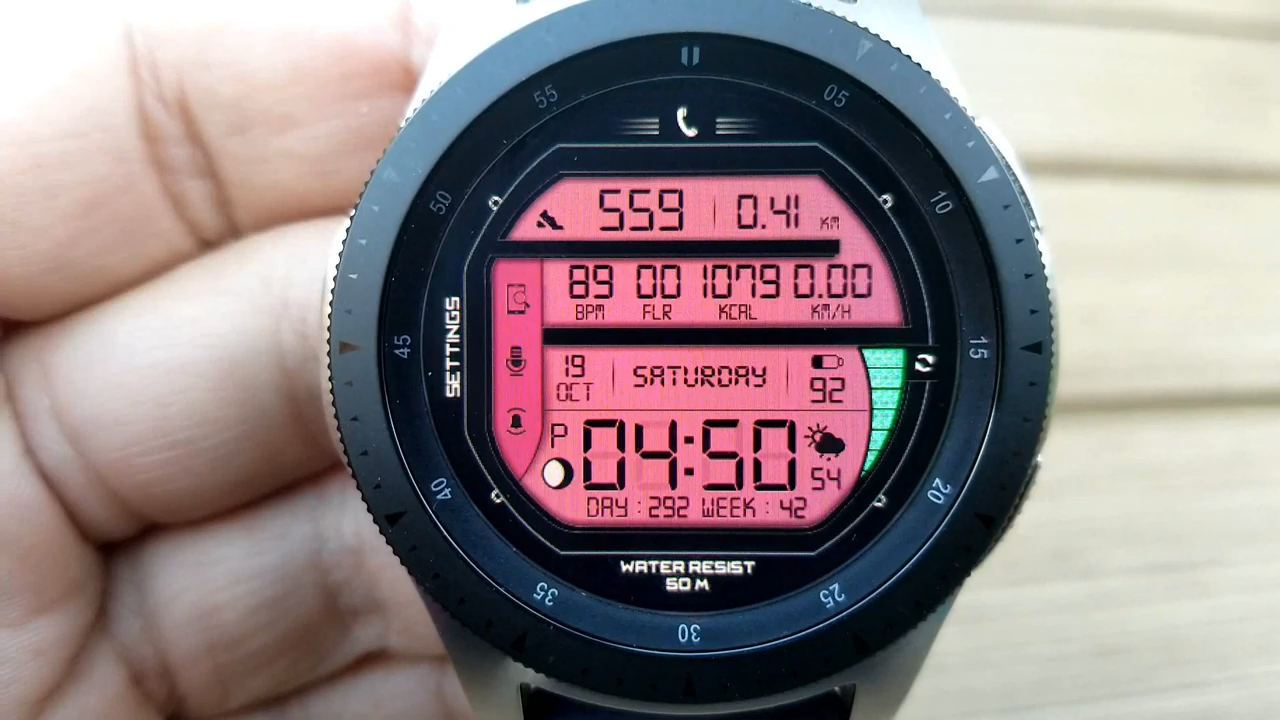 55 05
50 10
45 15
40 20
35 30 25
559 0.41 KM
89 00 1079 0.00
BPM FLR KCAL KM/H
SETTINGS
19 OCT SATURDAY 92
P 04:50 54
DAY : 292 WEEK : 42
WATER RESIST
50 M